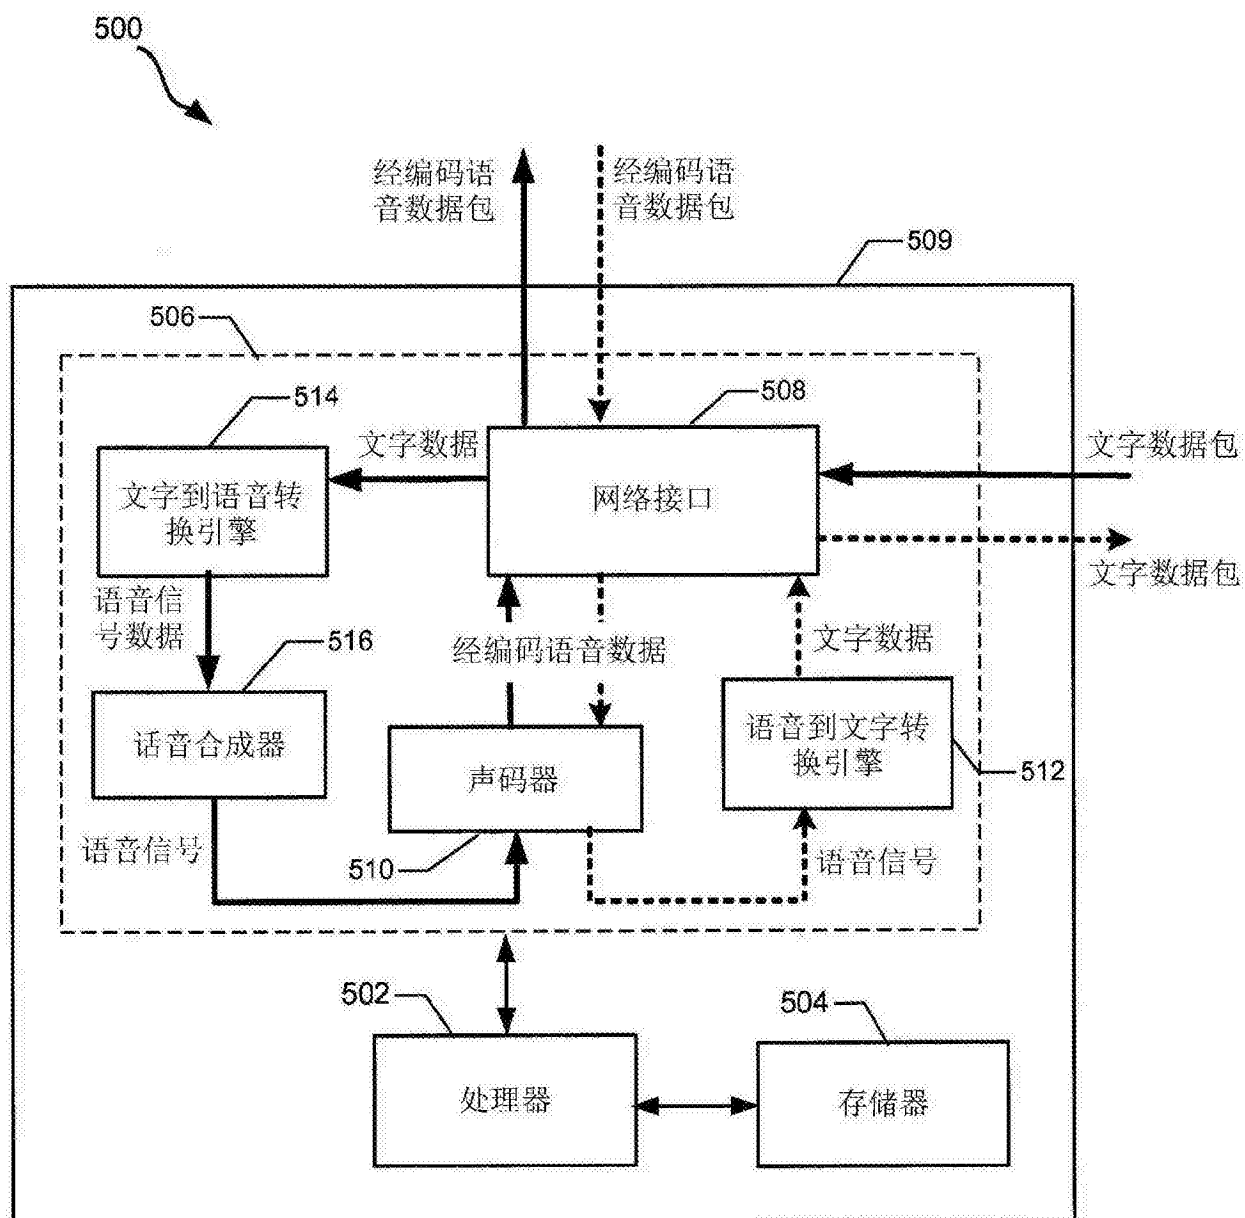 500
经编码语
音数据包
经编码语
音数据包
509
506
514
508
文字数据
文字数据包
文字到语音转
换引擎
网络接口
文字数据包
语音信
号数据
516
经编码语音数据
文字数据
话音合成器
声码器
语音到文字转
换引擎
512
语音信号
510
语音信号
502
504
处理器
存储器